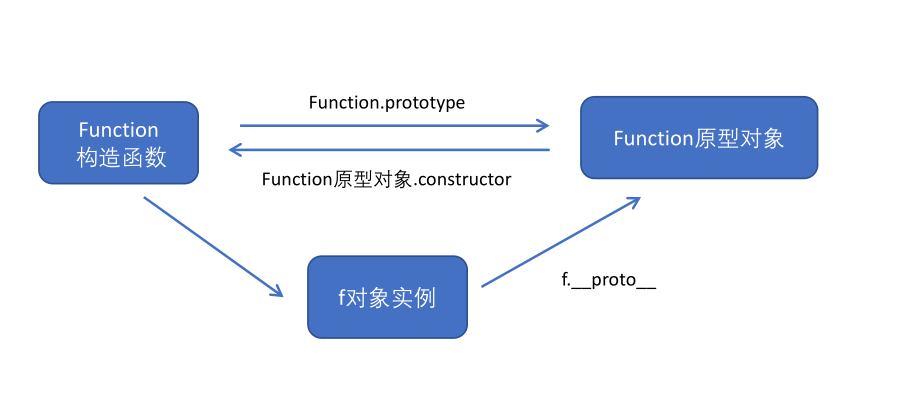 Function.prototype
Function
构造函数
Function原型对象
Function原型对象.constructor
f对象实例
f.__proto__